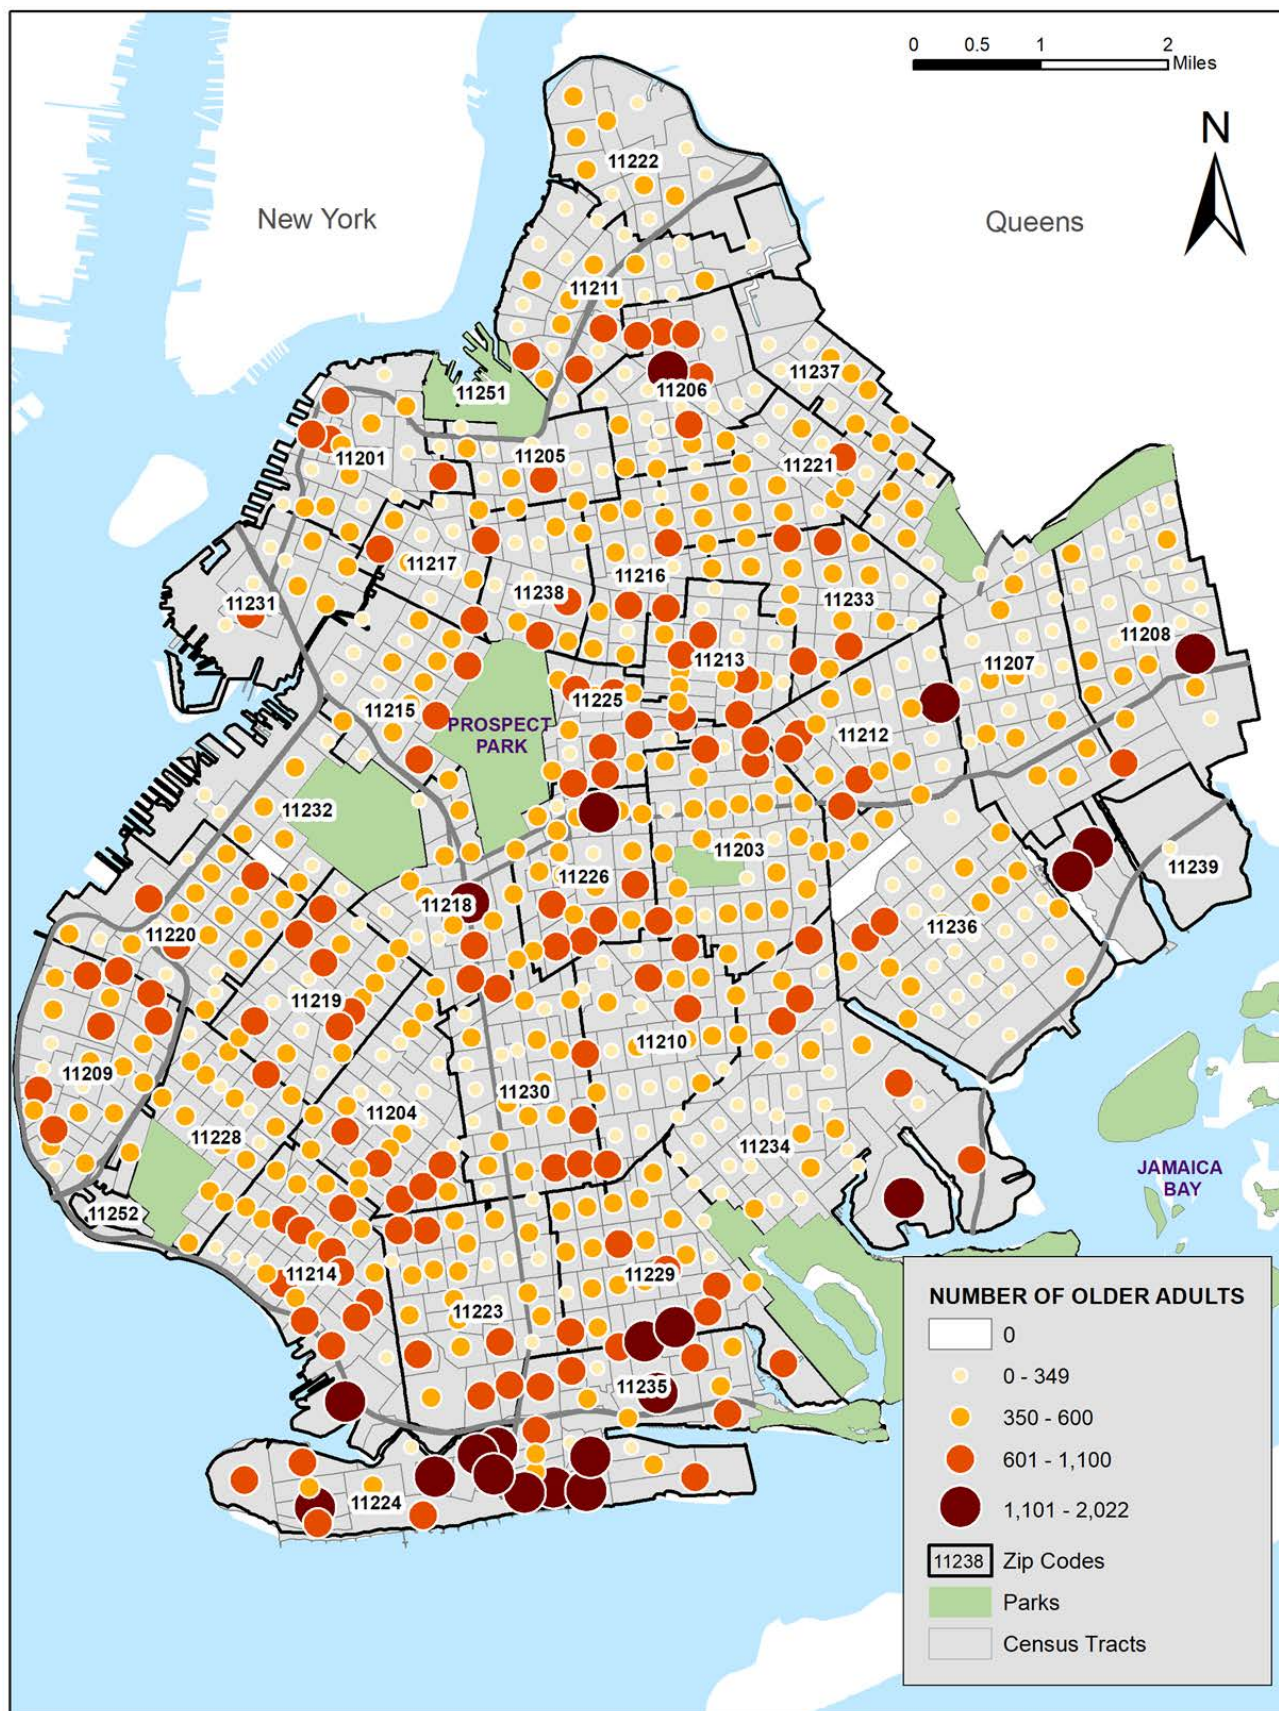 0 0.5 1 2
Miles
N
New York
Queens
11222
11211
11237
11251
11206
11201
11205
11221
11217
11216
11238
11233
11231
11208
11213
11207
11225
11215
PROSPECT
PARK
11212
11232
11203
11239
11226
11218
11236
11220
11219
11210
11209
11230
11204
11228
11234
JAMAICA
BAY
11252
11214
11229
11223
11235
11224
NUMBER OF OLDER ADULTS
0
0 - 349
350 - 600
601 - 1,100
1,101 - 2,022
11238 Zip Codes
Parks
Census Tracts